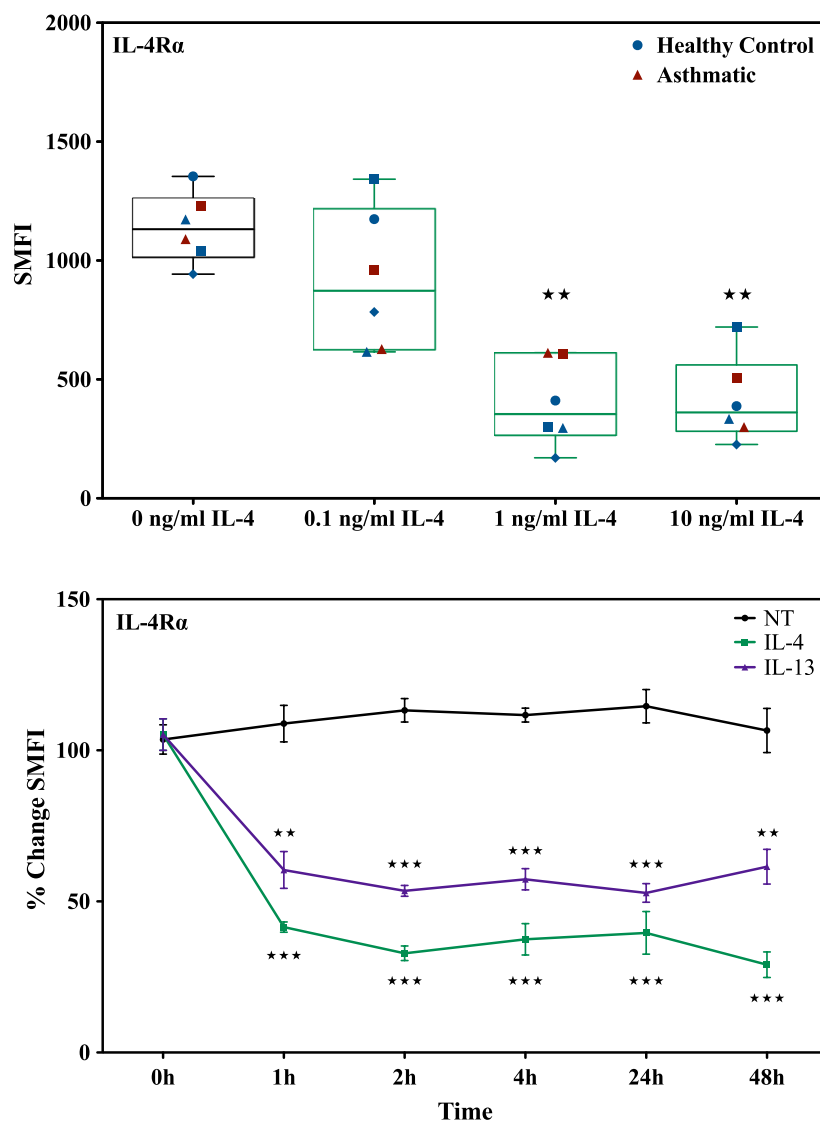 2000
IL-4Rα
Healthy Control
Asthmatic
1500
SMFI
1000
★★ ★★
500
0
0 ng/ml IL-4 0.1 ng/ml IL-4 1 ng/ml IL-4 10 ng/ml IL-4
150
IL-4Rα
NT
IL-4
IL-13
100
% Change SMFI
★★ ★★★ ★★★ ★★★ ★★
50
★★★ ★★★ ★★★ ★★★ ★★★
0
0h 1h 2h 4h 24h 48h
Time